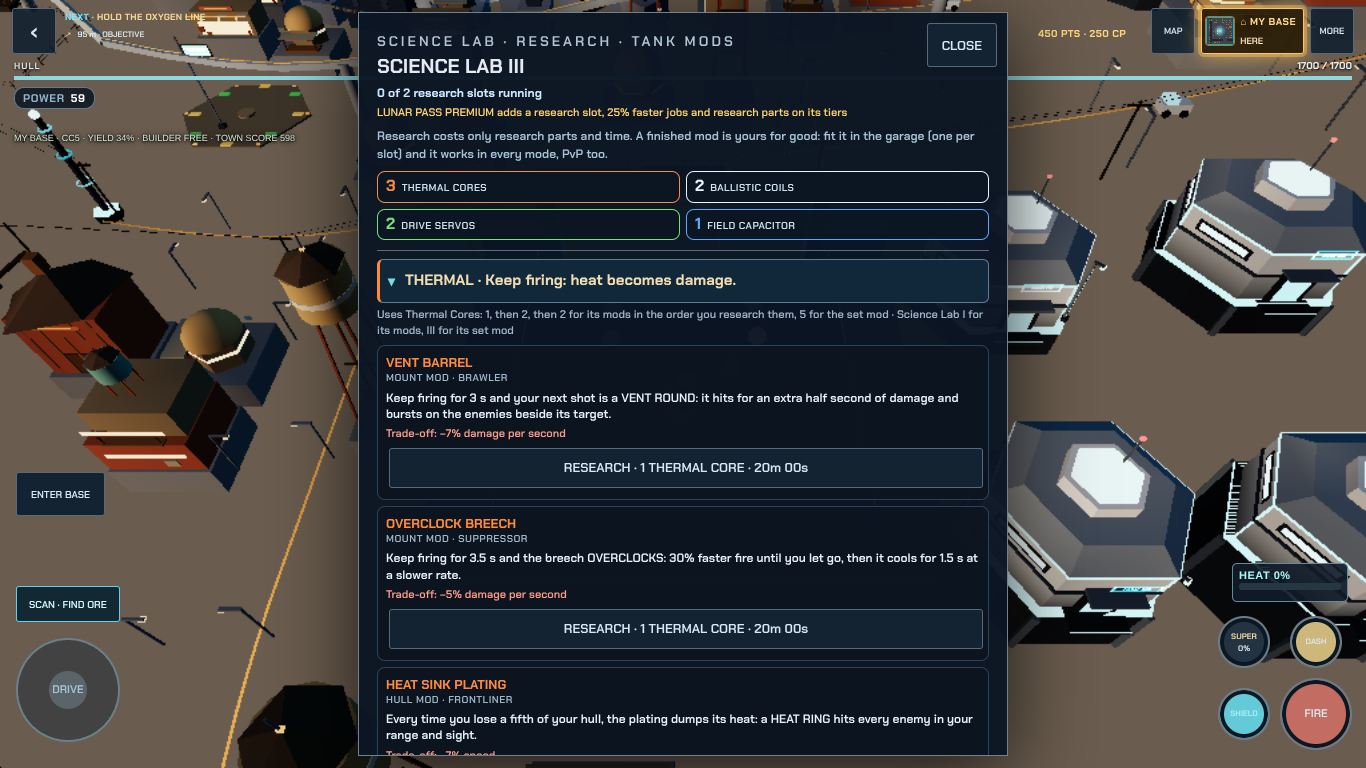 ‹
NEXT · HOLD THE OXYGEN LINE
95m · OBJECTIVE
HULL
POWER 59
MY BASE · CC5 · YIELD 34% · BUILDER FREE · TOWN SCORE 598
450 PTS · 250 CP
MAP
⌂ MY BASE
HERE
MORE
1700 / 1700
SCIENCE LAB · RESEARCH · TANK MODS
SCIENCE LAB III
CLOSE
0 of 2 research slots running
LUNAR PASS PREMIUM adds a research slot, 25% faster jobs and research parts on its tiers
Research costs only research parts and time. A finished mod is yours for good: fit it in the garage (one per
slot) and it works in every mode, PvP too.
3 THERMAL CORES
2 BALLISTIC COILS
2 DRIVE SERVOS
1 FIELD CAPACITOR
▼ THERMAL · Keep firing: heat becomes damage.
Uses Thermal Cores: 1, then 2, then 2 for its mods in the order you research them, 5 for the set mod · Science Lab I for
its mods, III for its set mod
VENT BARREL
MOUNT MOD · BRAWLER
Keep firing for 3 s and your next shot is a VENT ROUND: it hits for an extra half second of damage and
bursts on the enemies beside its target.
Trade-off: −7% damage per second
RESEARCH · 1 THERMAL CORE · 20m 00s
OVERCLOCK BREECH
MOUNT MOD · SUPPRESSOR
Keep firing for 3.5 s and the breech OVERCLOCKS: 30% faster fire until you let go, then it cools for 1.5 s at
a slower rate.
Trade-off: −5% damage per second
RESEARCH · 1 THERMAL CORE · 20m 00s
HEAT SINK PLATING
HULL MOD · FRONTLINER
Every time you lose a fifth of your hull, the plating dumps its heat: a HEAT RING hits every enemy in your
range and sight.
Trade-off: −7% speed
ENTER BASE
SCAN · FIND ORE
DRIVE
HEAT 0%
SUPER
0%
DASH
SHIELD
FIRE